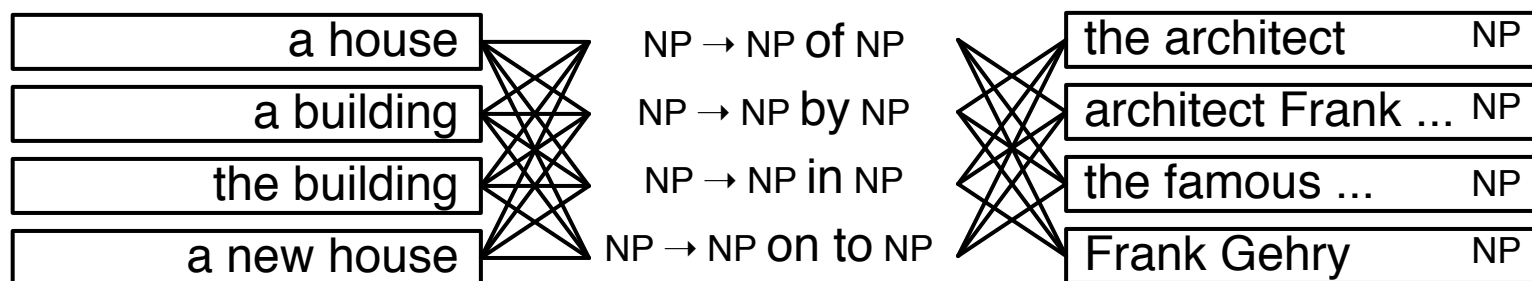 a house NP → NP of NP the architect NP
a building NP → NP by NP architect Frank ... NP
the building NP → NP in NP the famous ... NP
a new house NP → NP on to NP Frank Gehry NP